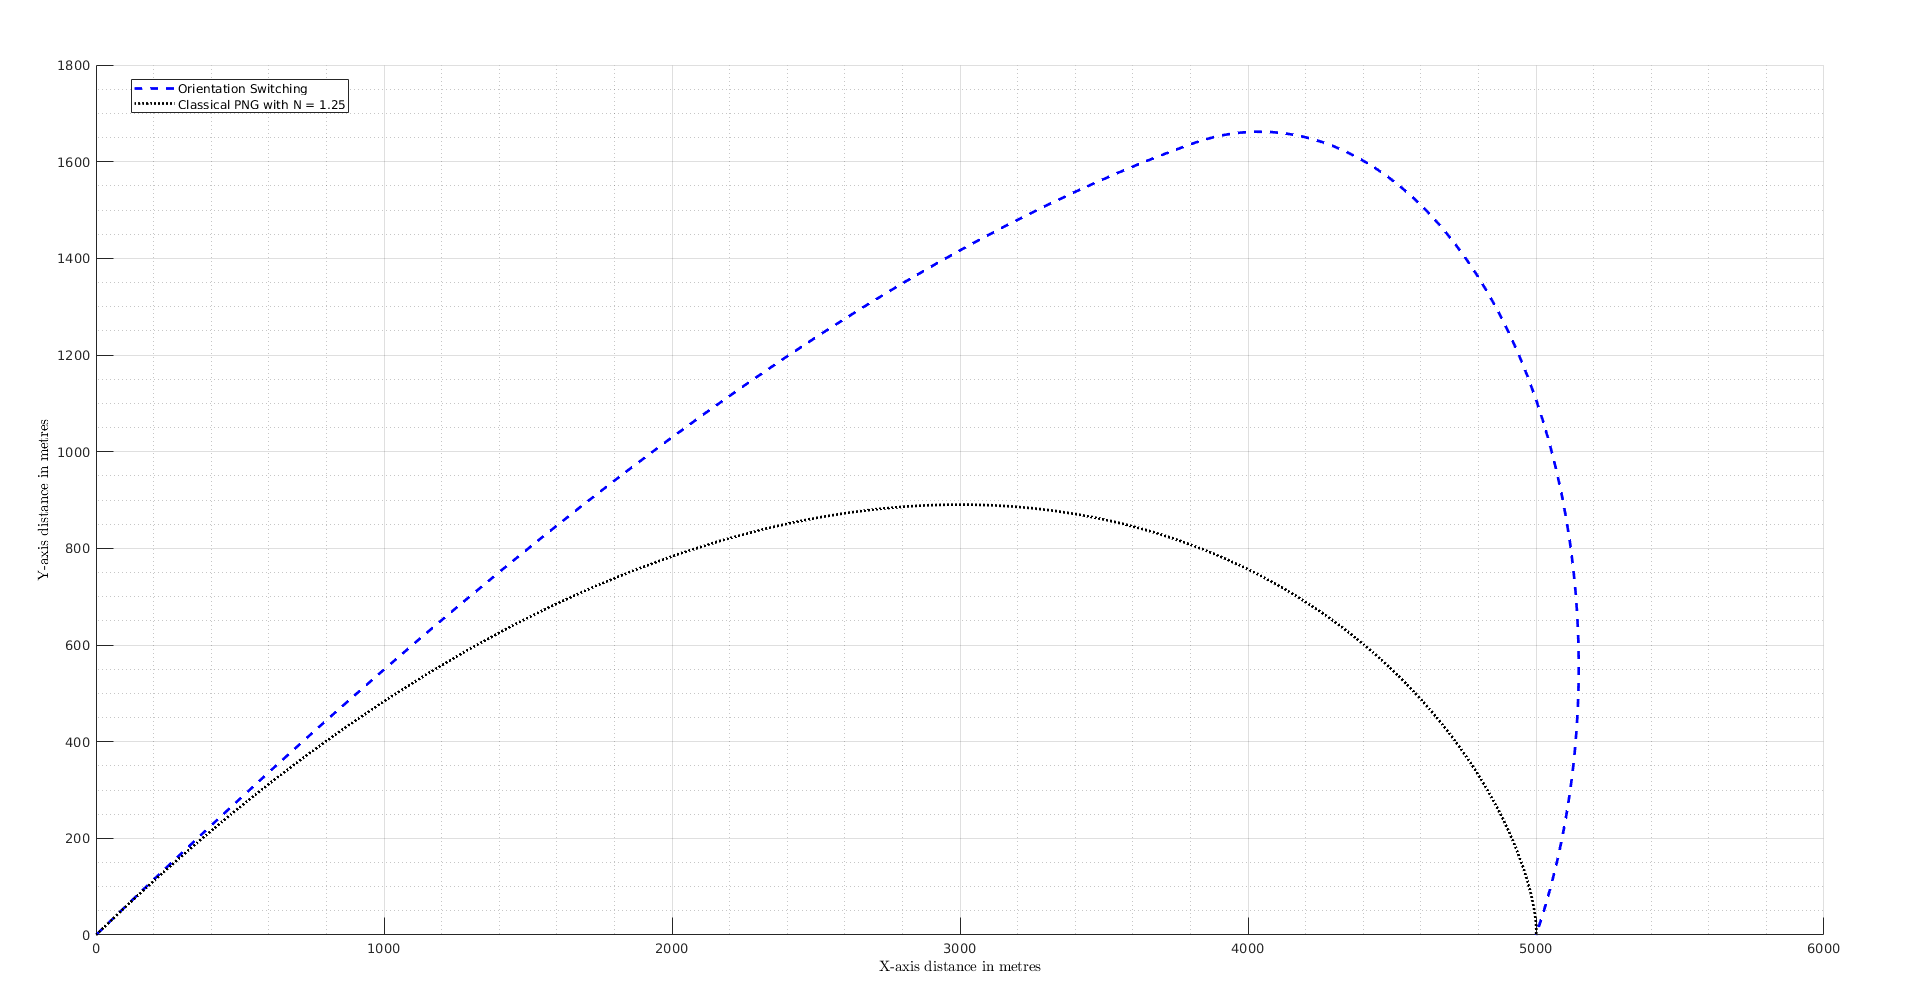 1800
1600
1400
1200
1000
800
600
400
200
0
Orientation Switching
Classical PNG with N = 1.25
Y-axis distance in metres
0 1000 2000 3000 4000 5000 6000
X-axis distance in metres